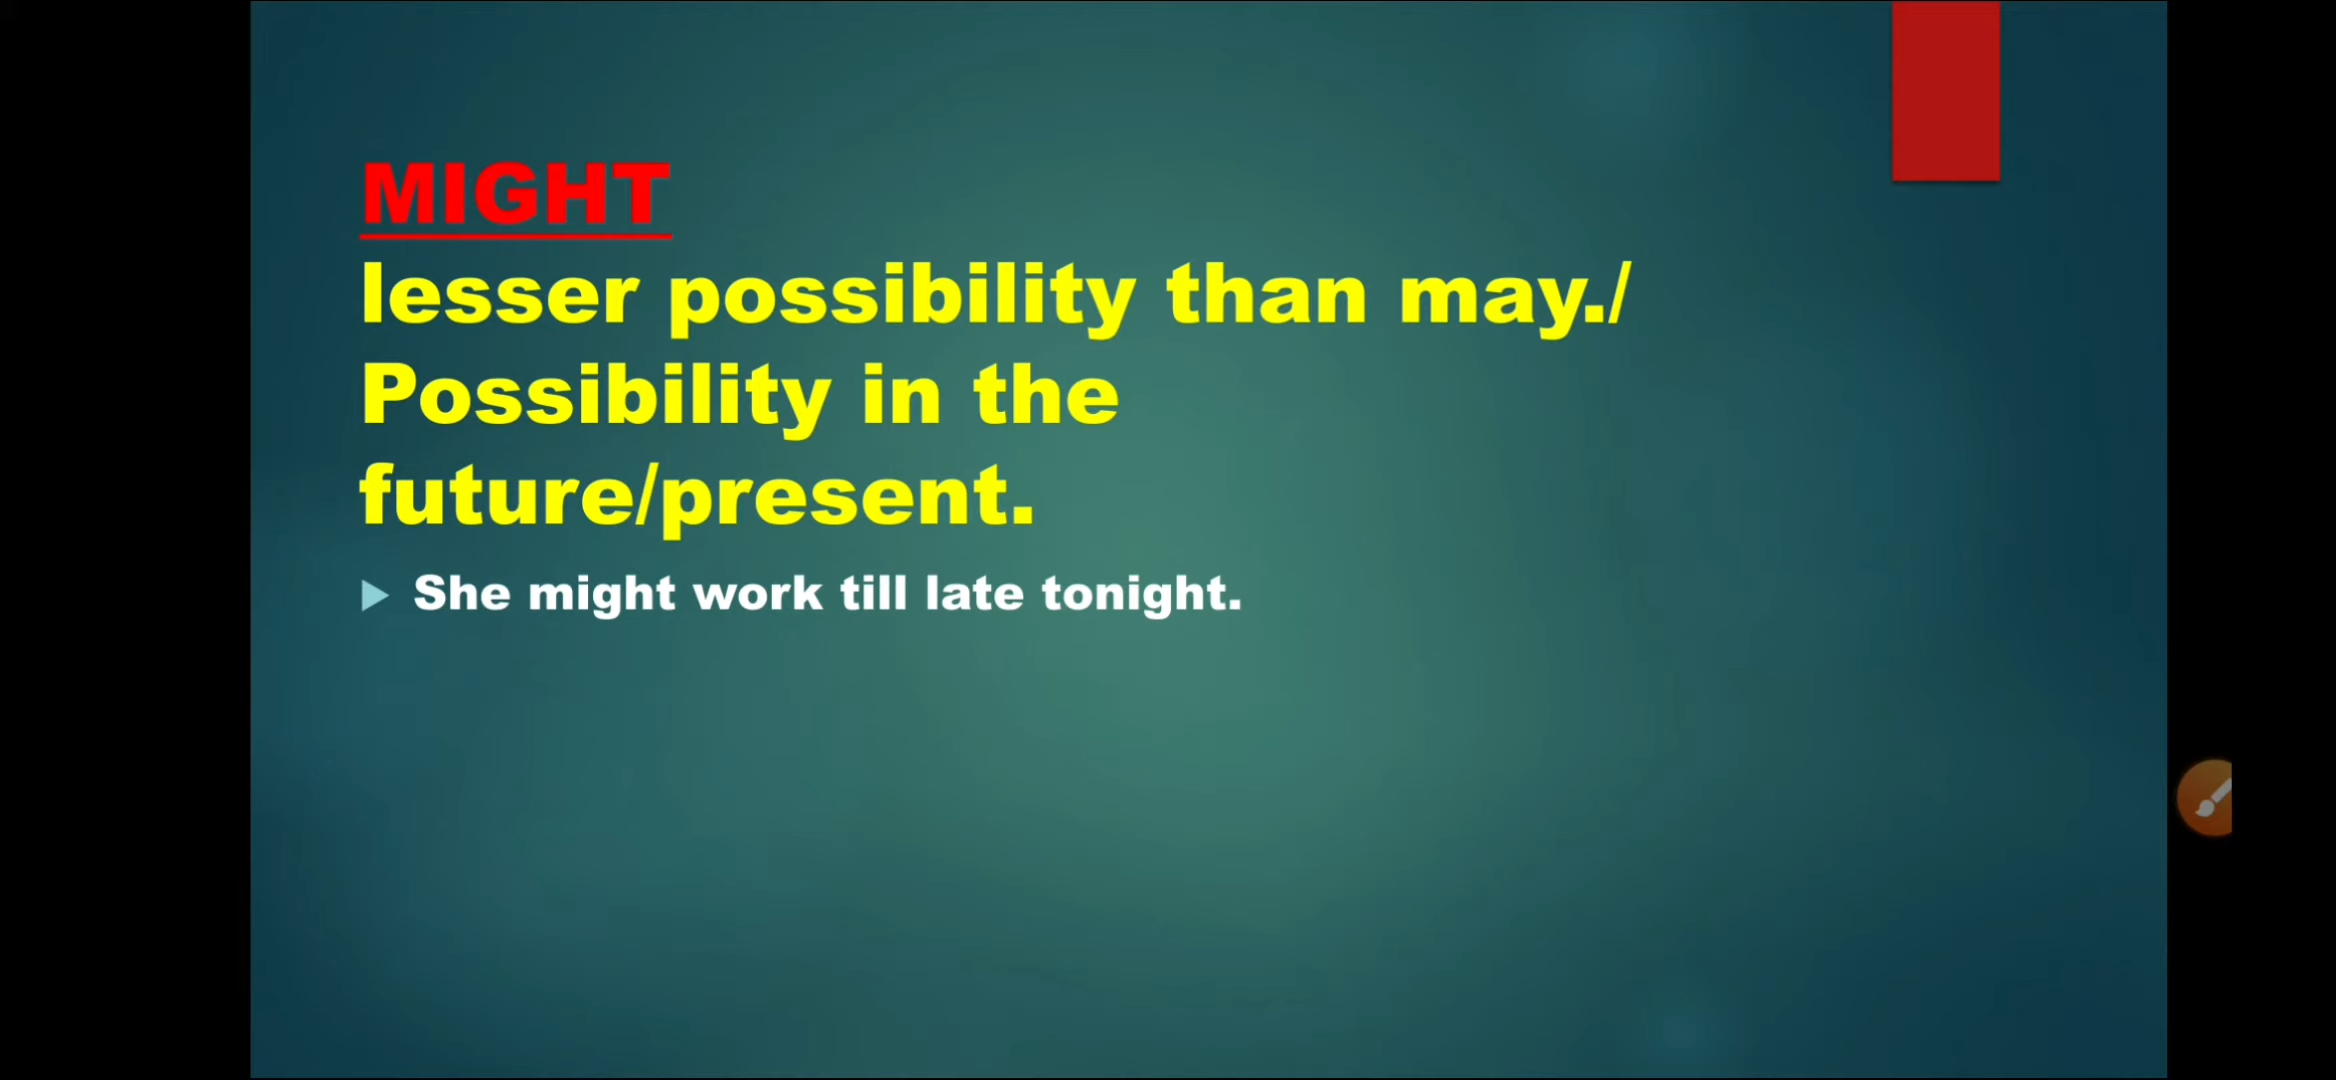 MIGHT
lesser possibility than may./
Possibility in the
future/present.
She might work till late tonight.